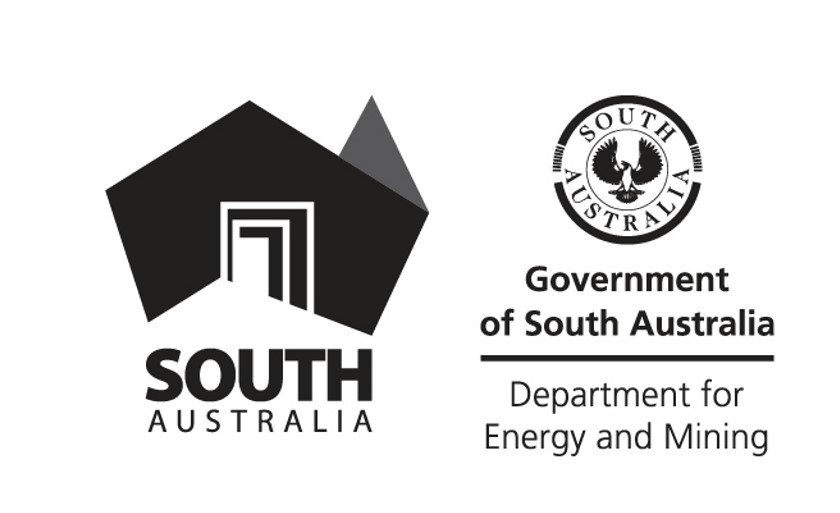 SOUTH
AUSTRALIA
SOUTH
AUSTRALIA
Government
of South Australia
Department for
Energy and Mining